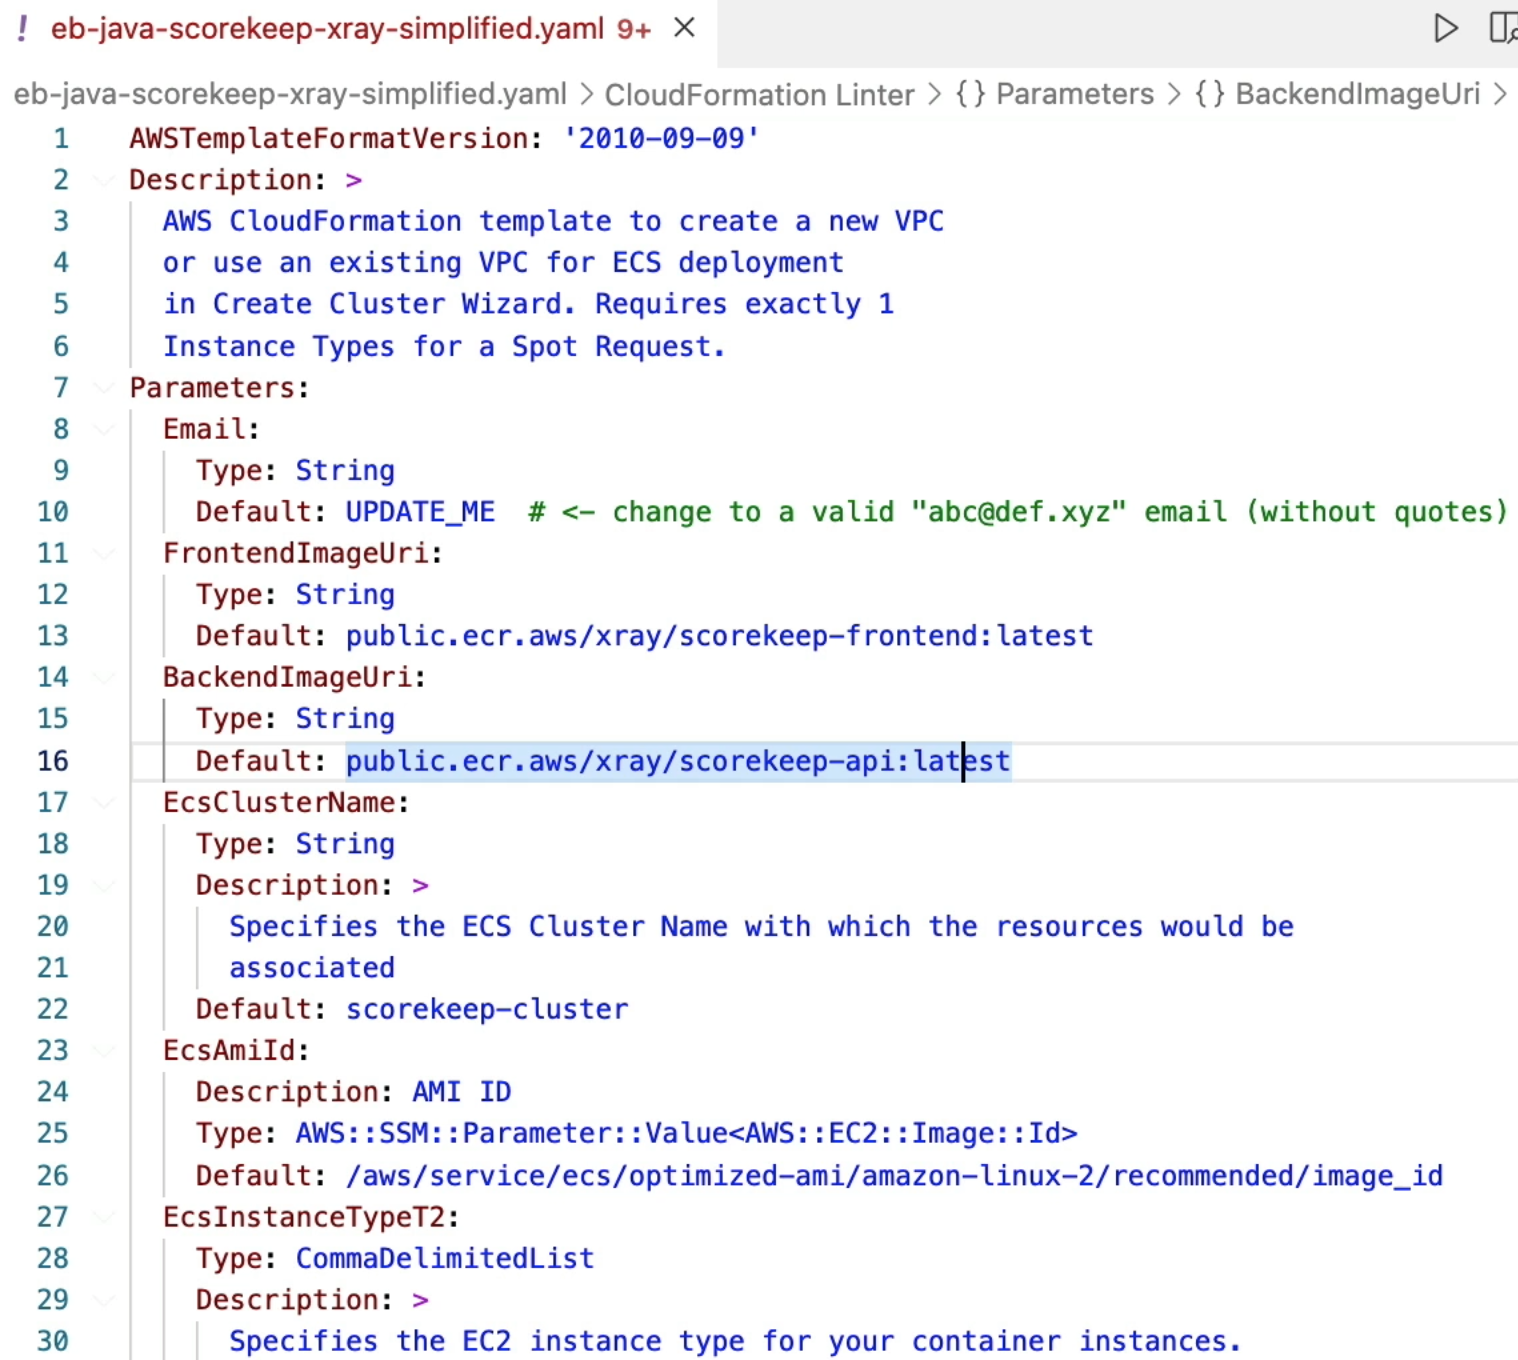 ! eb-java-scorekeep-xray-simplified.yaml 9+ ×
eb-java-scorekeep-xray-simplified.yaml > CloudFormation Linter > {} Parameters > {} BackendImageUri >
1 AWSTemplateFormatVersion: '2010-09-09'
2 Description: >
3 AWS CloudFormation template to create a new VPC
4 or use an existing VPC for ECS deployment
5 in Create Cluster Wizard. Requires exactly 1
6 Instance Types for a Spot Request.
7 Parameters:
8 Email:
9 Type: String
10 Default: UPDATE_ME # <- change to a valid "abc@def.xyz" email (without quotes)
11 FrontendImageUri:
12 Type: String
13 Default: public.ecr.aws/xray/scorekeep-frontend:latest
14 BackendImageUri:
15 Type: String
16 Default: public.ecr.aws/xray/scorekeep-api:latest
17 EcsClusterName:
18 Type: String
19 Description: >
20 Specifies the ECS Cluster Name with which the resources would be
21 associated
22 Default: scorekeep-cluster
23 EcsAmiId:
24 Description: AMI ID
25 Type: AWS::SSM::Parameter::Value<AWS::EC2::Image::Id>
26 Default: /aws/service/ecs/optimized-ami/amazon-linux-2/recommended/image_id
27 EcsInstanceTypeT2:
28 Type: CommaDelimitedList
29 Description: >
30 Specifies the EC2 instance type for your container instances.